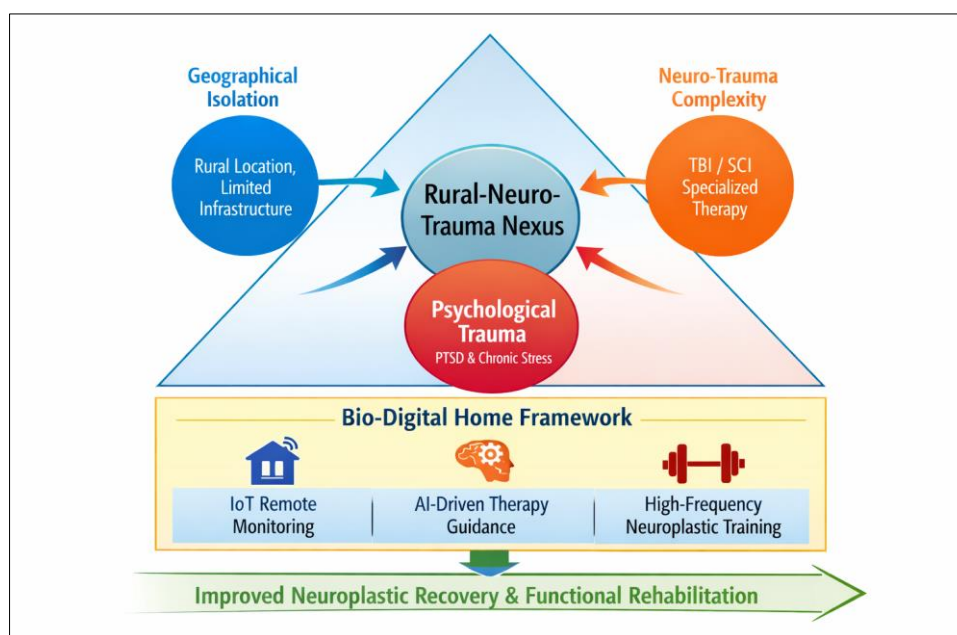 Geographical
Isolation
Rural Location,
Limited
Infrastructure
Neuro-Trauma
Complexity
TBI / SCI
Specialized
Therapy
Rural-Neuro-
Trauma Nexus
Psychological
Trauma
PTSD & Chronic Stress
Bio-Digital Home Framework
IoT Remote
Monitoring
AI-Driven Therapy
Guidance
High-Frequency
Neuroplastic Training
Improved Neuroplastic Recovery & Functional Rehabilitation